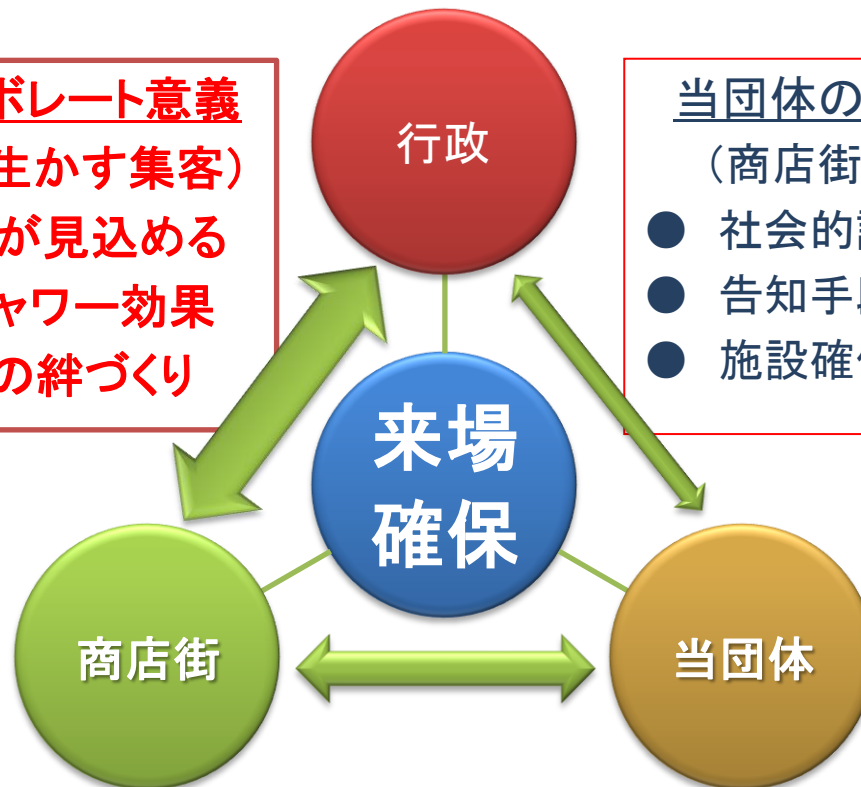 ボレート意義
生かす集客）
が見込める
ャワー効果
の絆づくり
行政
当団体の
（商店街
● 社会的
● 告知手
● 施設確
来場
確保
商店街
当団体